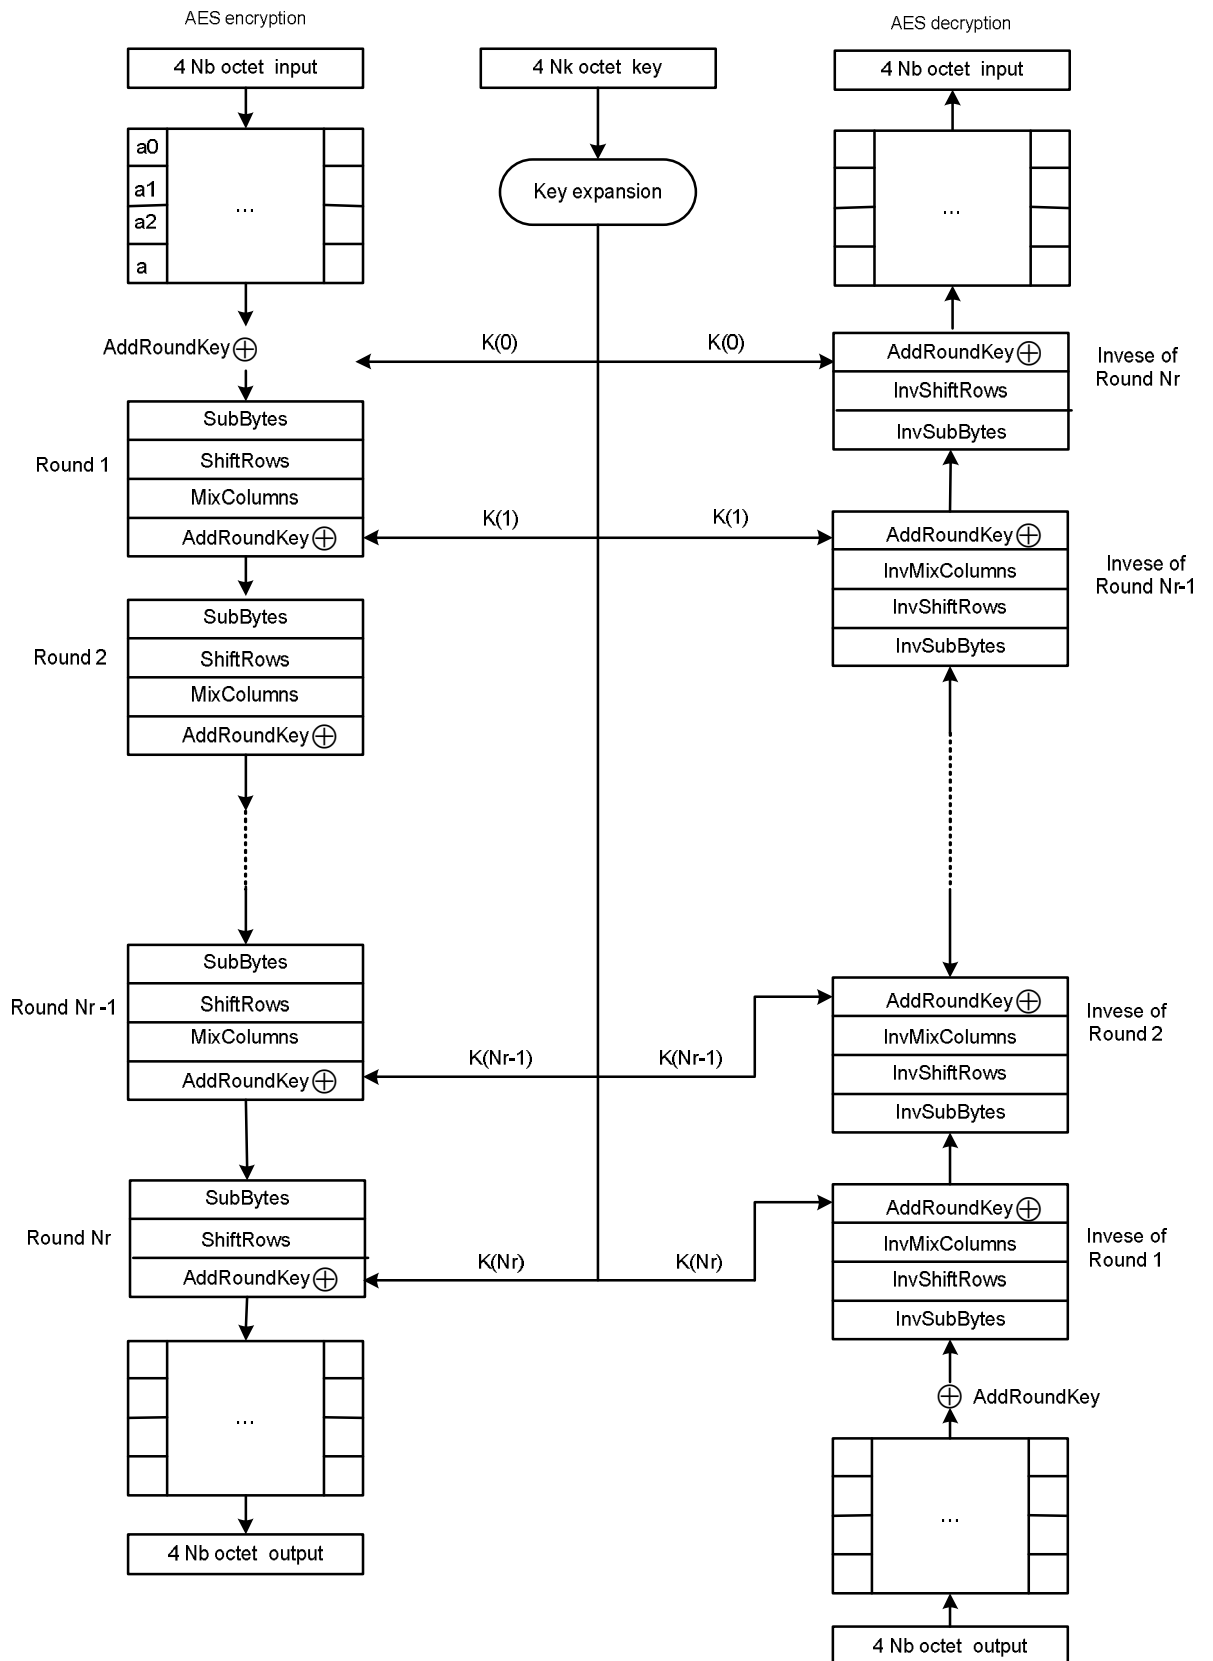 AES encryption
4 Nb octet input
a0
a1
a2
a
...
AddRoundKey
Round 1
SubBytes
ShiftRows
MixColumns
AddRoundKey
Round 2
SubBytes
ShiftRows
MixColumns
AddRoundKey
Round Nr -1
SubBytes
ShiftRows
MixColumns
AddRoundKey
Round Nr
SubBytes
ShiftRows
AddRoundKey
...
4 Nb octet output
4 Nk octet key
Key expansion
K(0)
K(0)
K(1)
K(1)
K(Nr-1)
K(Nr-1)
K(Nr)
K(Nr)
AES decryption
4 Nb octet input
...
AddRoundKey
InvShiftRows
InvSubBytes
Invese of
Round Nr
AddRoundKey
InvMixColumns
InvShiftRows
InvSubBytes
Invese of
Round Nr-1
AddRoundKey
InvMixColumns
InvShiftRows
InvSubBytes
Invese of
Round 2
AddRoundKey
InvMixColumns
InvShiftRows
InvSubBytes
Invese of
Round 1
AddRoundKey
...
4 Nb octet output